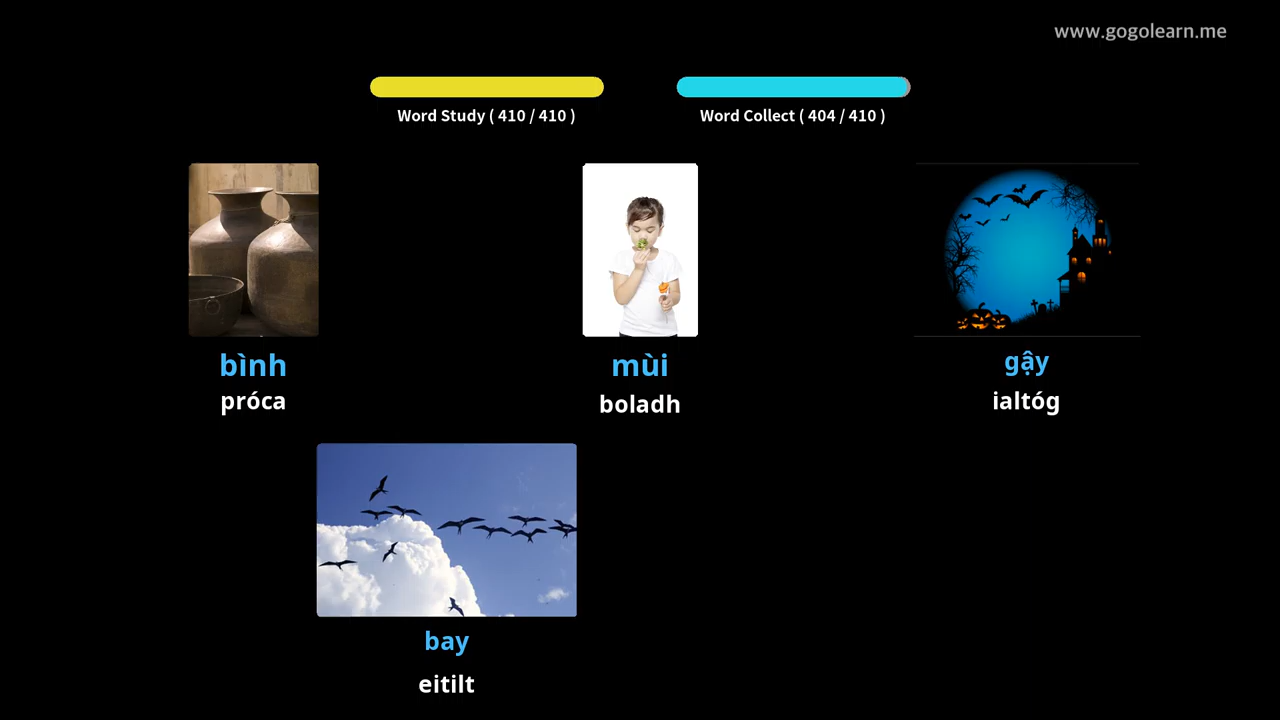 www.gogolearn.me
Word Study ( 410 / 410 )
Word Collect ( 404 / 410 )
bình
próca
mùi
boladh
gậy
ialtóg
bay
eitilt